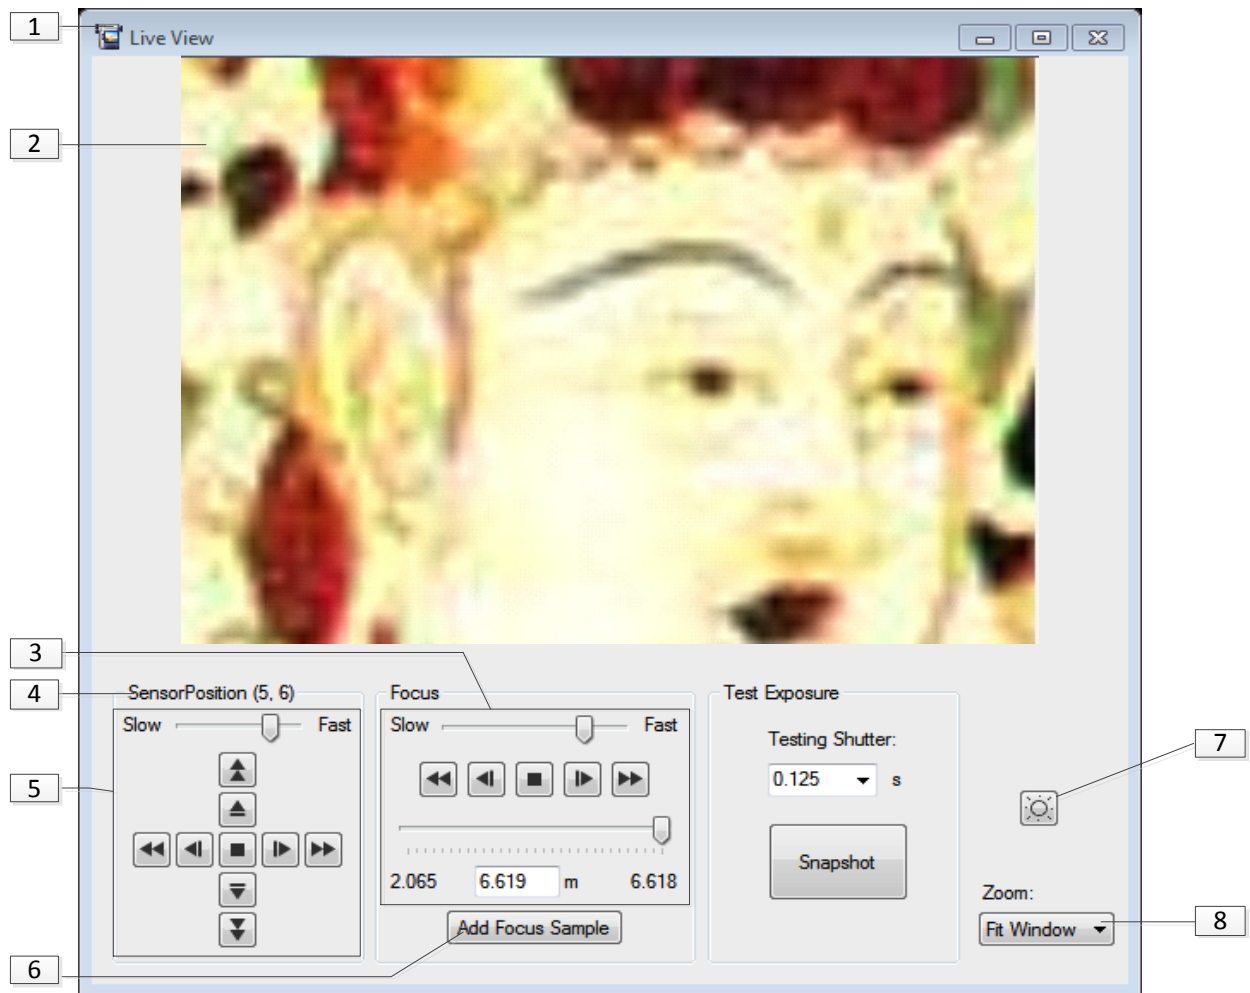 1
Live View
2
3
4
SensorPosition (5, 6)
Focus
Test Exposure
Slow
Fast
Slow
Fast
Testing Shutter:
7
0.125
s
5
Snapshot
2.065
6.619
m
6.618
Zoom:
Add Focus Sample
Fit Window
8
6